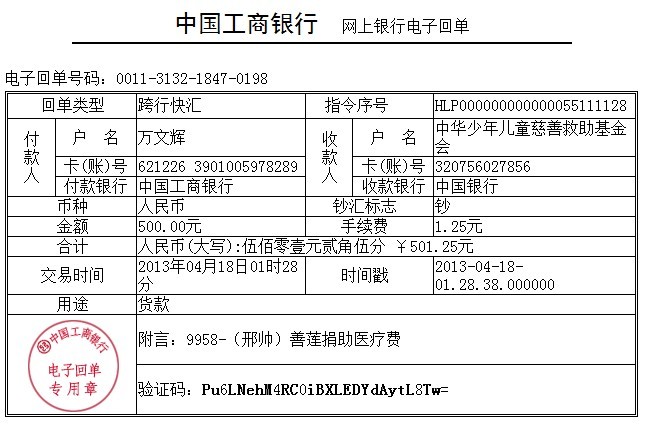 中国工商银行 网上银行电子回单
电子回单号码：0011-3132-1847-0198
回单类型 跨行快汇 指令序号 HLP000000000000055111128
付款人 户 名 万文辉 收款人 户 名 中华少年儿童慈善救助基金
会
卡(账)号 621226 3901005978289 卡(账)号 320756027856
付款银行 中国工商银行 收款银行 中国银行
币种 人民币 钞汇标志 钞
金额 500.00元 手续费 1.25元
合计 人民币(大写):伍佰零壹元贰角伍分 ￥501.25元
交易时间 2013年04月18日01时28 时间戳 2013-04-18-
分 01.28.38.000000
用途 货款
中国工商银行
电子回单
专用章
附言：9958-（邢帅）善莲捐助医疗费
验证码：Pu6LNehM4RC0iBXLEDYdAytL8Tw=